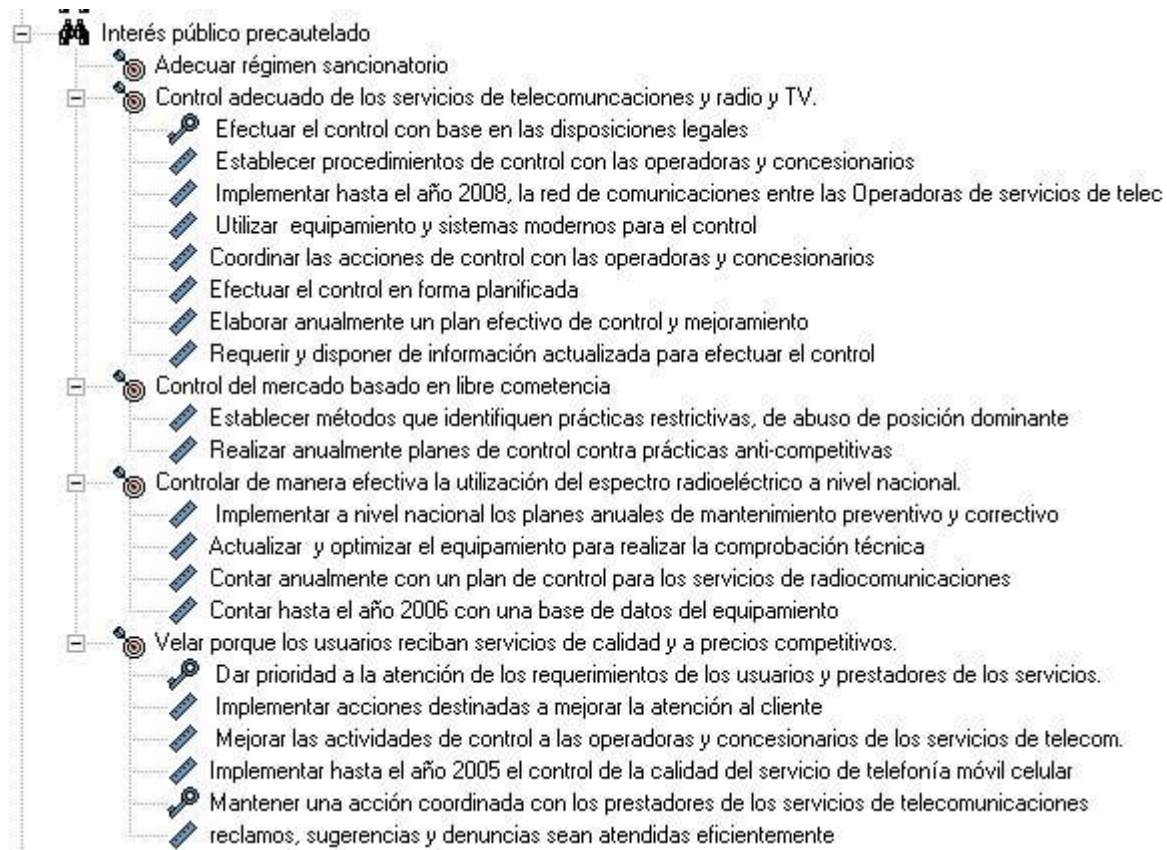 Interés público precautelado
Adecuar régimen sancionatorio
Control adecuado de los servicios de telecomuncaciones y radio y TV.
Efectuar el control con base en las disposiciones legales
Establecer procedimientos de control con las operadoras y concesionarios
Implementar hasta el año 2008, la red de comunicaciones entre las Operadoras de servicios de telec
Utilizar equipamiento y sistemas modernos para el control
Coordinar las acciones de control con las operadoras y concesionarios
Efectuar el control en forma planificada
Elaborar anualmente un plan efectivo de control y mejoramiento
Requerir y disponer de información actualizada para efectuar el control
Control del mercado basado en libre cometencia
Establecer métodos que identifiquen prácticas restrictivas, de abuso de posición dominante
Realizar anualmente planes de control contra prácticas anti-competitivas
Controlar de manera efectiva la utilización del espectro radioeléctrico a nivel nacional.
Implementar a nivel nacional los planes anuales de mantenimiento preventivo y correctivo
Actualizar y optimizar el equipamiento para realizar la comprobación técnica
Contar anualmente con un plan de control para los servicios de radiocomunicaciones
Contar hasta el año 2006 con una base de datos del equipamiento
Velar porque los usuarios reciban servicios de calidad y a precios competitivos.
Dar prioridad a la atención de los requerimientos de los usuarios y prestadores de los servicios.
Implementar acciones destinadas a mejorar la atención al cliente
Mejorar las actividades de control a las operadoras y concesionarios de los servicios de telecom.
Implementar hasta el año 2005 el control de la calidad del servicio de telefonía móvil celular
Mantener una acción coordinada con los prestadores de los servicios de telecomunicaciones
reclamos, sugerencias y denuncias sean atendidas eficientemente